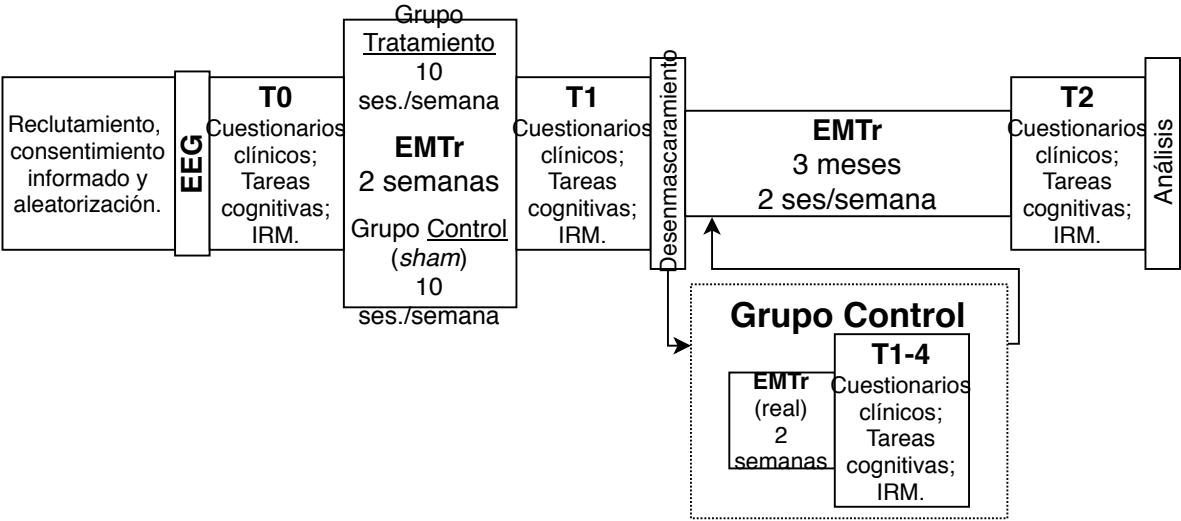 Reclutamiento,
consentimiento
informado y
aleatorización.
EEG
T0
Cuestionarios
clínicos;
Tareas
cognitivas;
IRM.
Grupo
Tratamiento
10
ses./semana
EMTr
2 semanas
Grupo Control
(sham)
10
ses./semana
T1
Cuestionarios
clínicos;
Tareas
cognitivas;
IRM.
Desenmascaramiento
EMTr
3 meses
2 ses/semana
T2
Cuestionarios
clínicos;
Tareas
cognitivas;
IRM.
Análisis
Grupo Control
EMTr
(real)
2
semanas
T1-4
Cuestionarios
clínicos;
Tareas
cognitivas;
IRM.